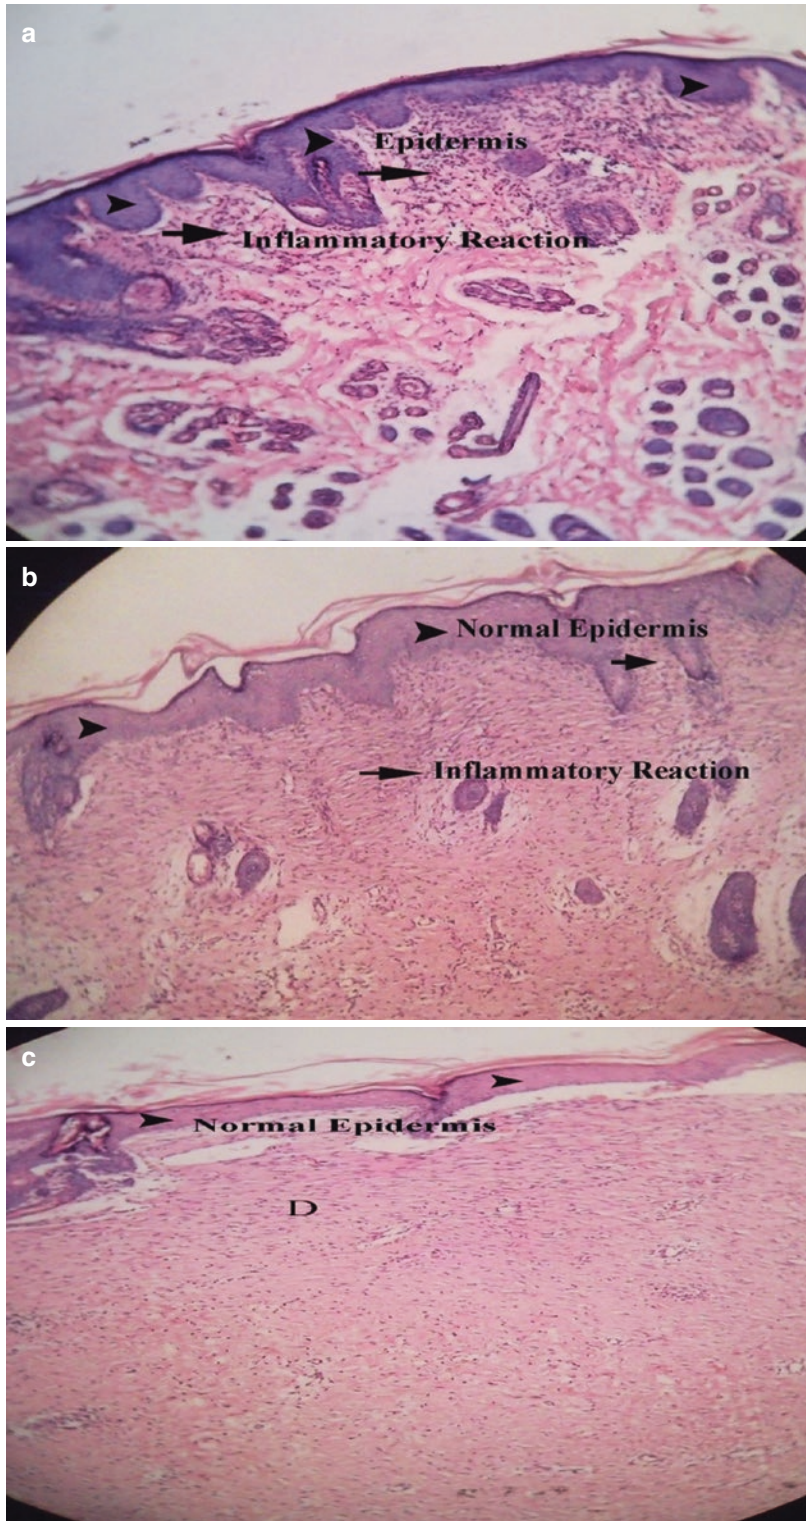 a
Epidermis
Inflammatory Reaction
b
Normal Epidermis
Inflammatory Reaction
c
Normal Epidermis
D